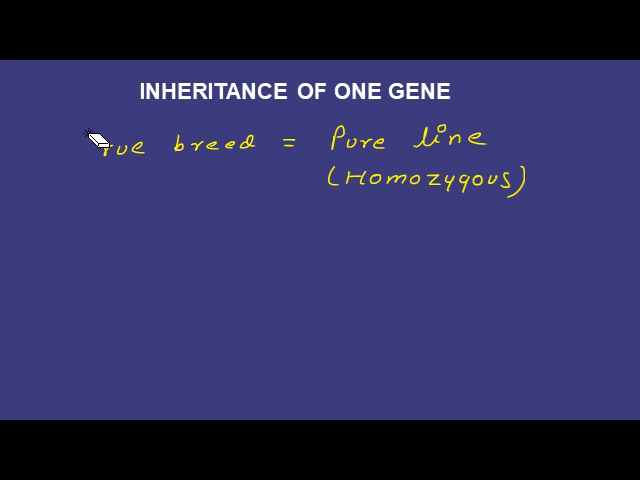 INHERITANCE OF ONE GENE
rue breed = Pure line
(Homozygous)